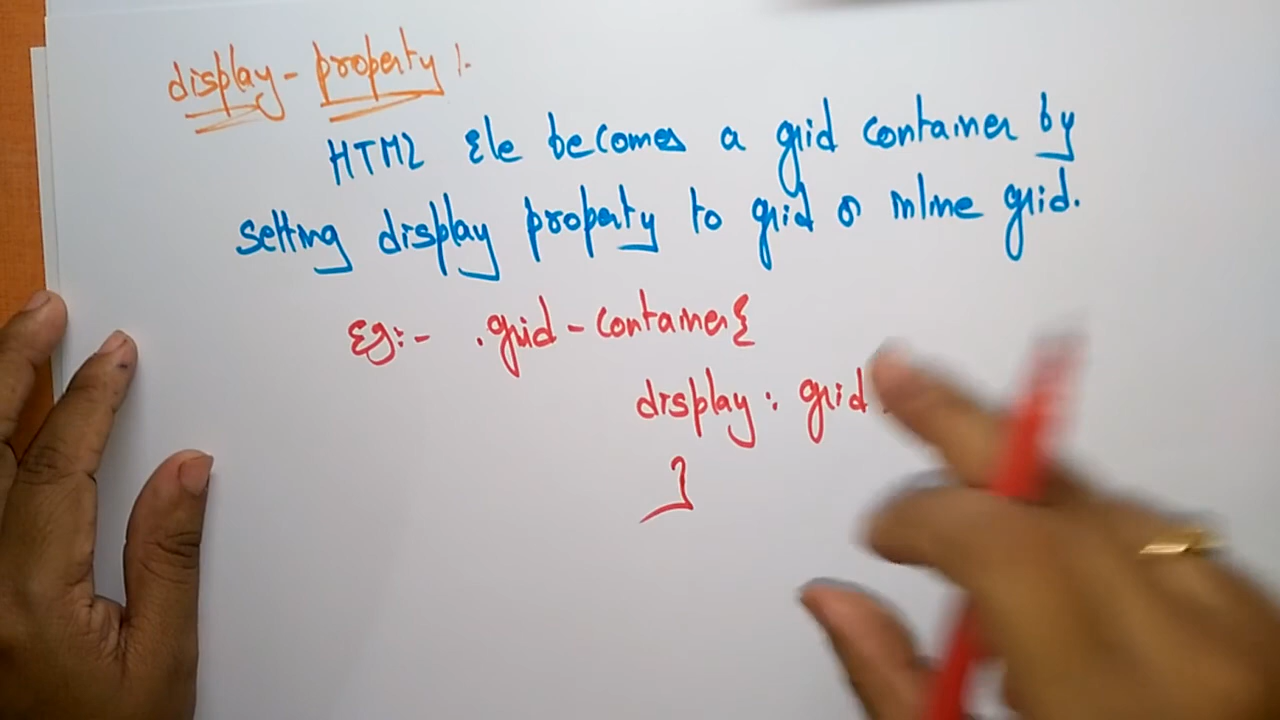 display - property :-
HTML Ele becomes a grid container by
setting display property to grid or inline grid.
Eg:- .grid-container{
display: grid
}